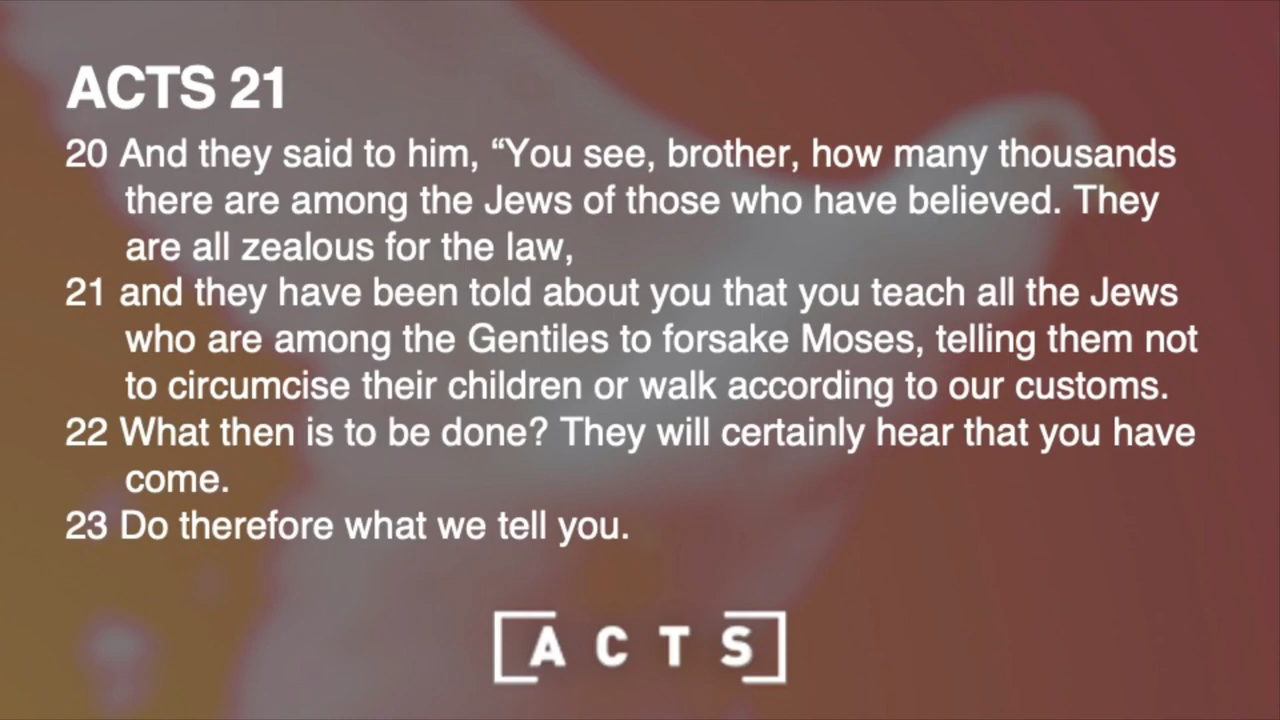 ACTS 21
20 And they said to him, “You see, brother, how many thousands
there are among the Jews of those who have believed. They
are all zealous for the law,
21 and they have been told about you that you teach all the Jews
who are among the Gentiles to forsake Moses, telling them not
to circumcise their children or walk according to our customs.
22 What then is to be done? They will certainly hear that you have
come.
23 Do therefore what we tell you.
[ACTS]